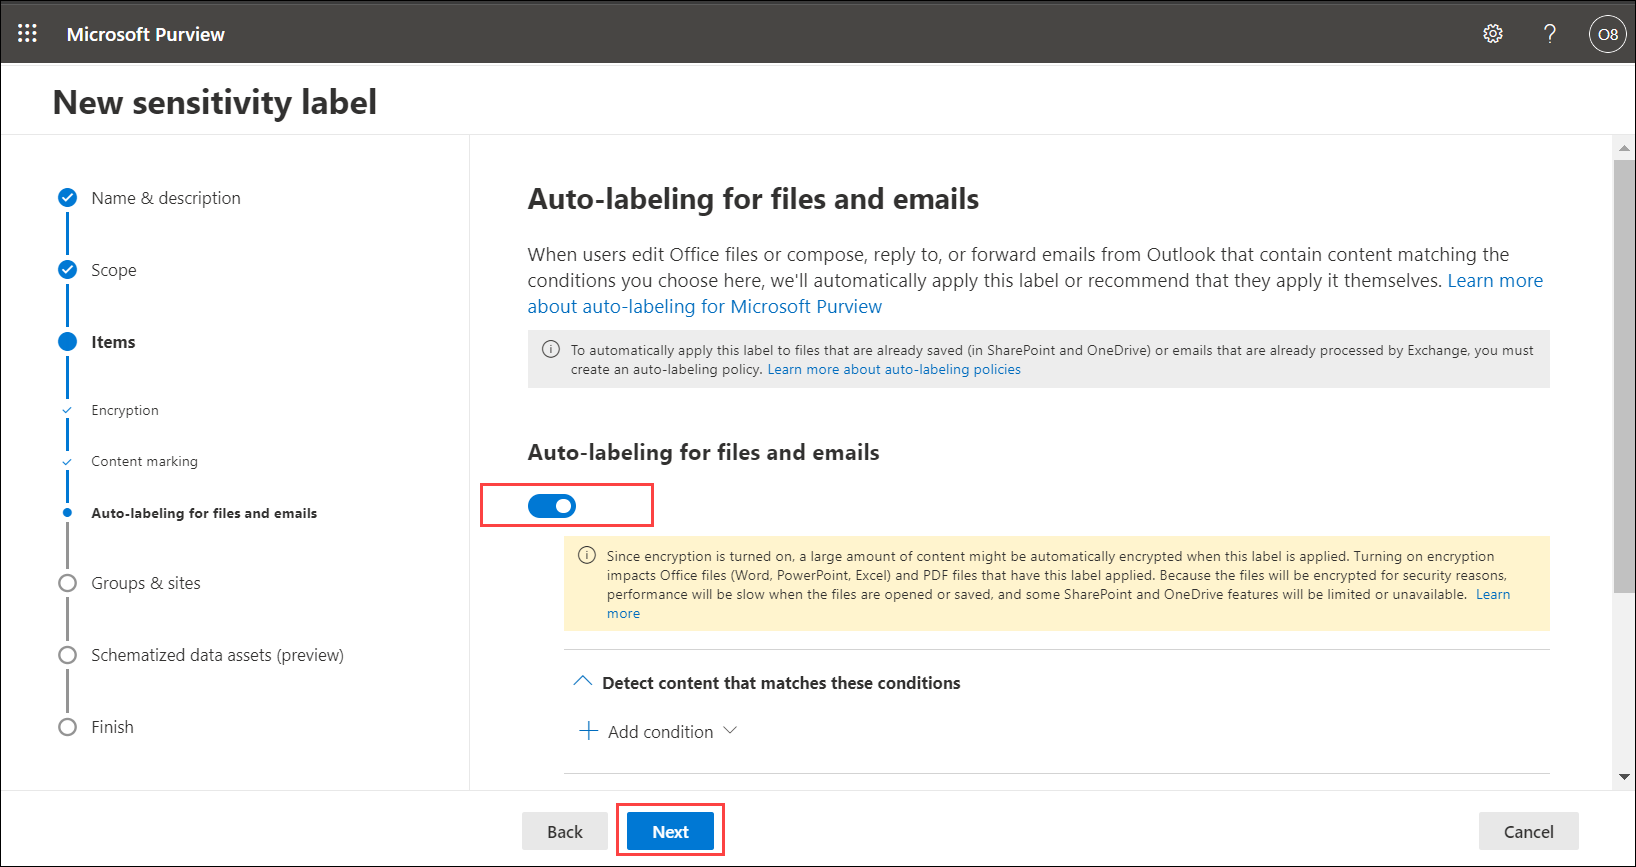 Microsoft Purview
?
O8
New sensitivity label
Name & description
Scope
Items
Encryption
Content marking
Auto-labeling for files and emails
Groups & sites
Schematized data assets (preview)
Finish
Auto-labeling for files and emails
When users edit Office files or compose, reply to, or forward emails from Outlook that contain content matching the
conditions you choose here, we'll automatically apply this label or recommend that they apply it themselves. Learn more
about auto-labeling for Microsoft Purview
To automatically apply this label to files that are already saved (in SharePoint and OneDrive) or emails that are already processed by Exchange, you must
create an auto-labeling policy. Learn more about auto-labeling policies
Auto-labeling for files and emails
Since encryption is turned on, a large amount of content might be automatically encrypted when this label is applied. Turning on encryption
impacts Office files (Word, PowerPoint, Excel) and PDF files that have this label applied. Because the files will be encrypted for security reasons,
performance will be slow when the files are opened or saved, and some SharePoint and OneDrive features will be limited or unavailable. Learn
more
Detect content that matches these conditions
Add condition
Back
Next
Cancel